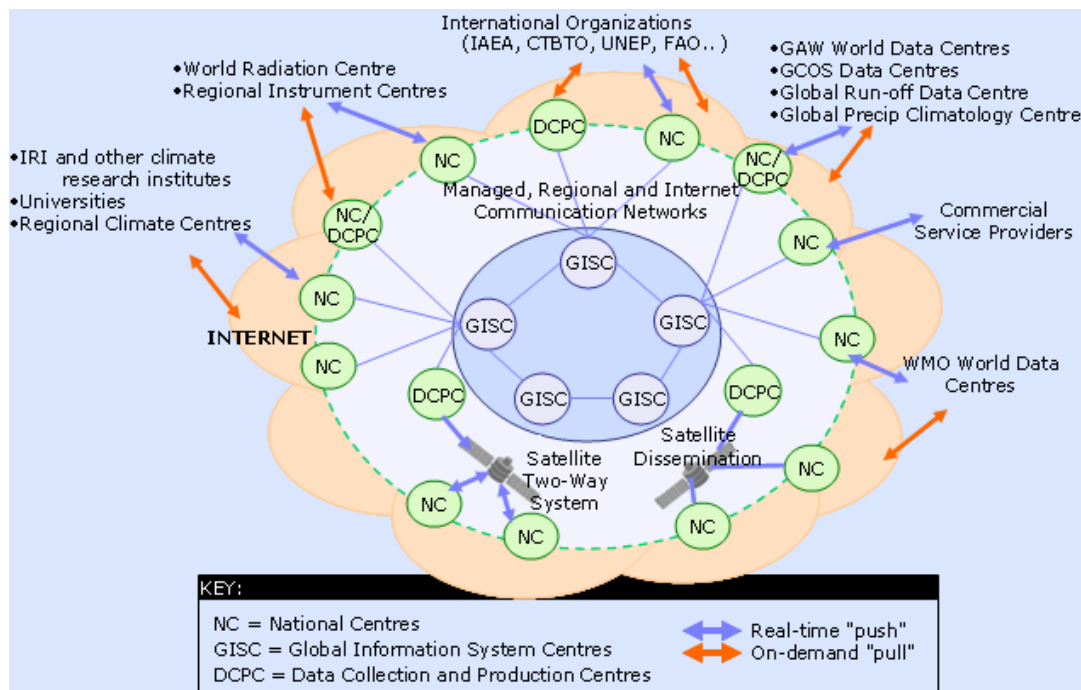 International Organizations
(IAEA, CTBTO, UNEP, FAO.. )
•GAW World Data Centres
•GCOS Data Centres
•Global Run-off Data Centre
•Global Precip Climatology Centre
•World Radiation Centre
•Regional Instrument Centres
•IRI and other climate
research institutes
•Universities
•Regional Climate Centres
DCPC
NC
NC
NC/
DCPC
Managed, Regional and Internet
Communication Networks
NC/
DCPC
Commercial
Service Providers
NC
GISC
NC
GISC
GISC
INTERNET
NC
NC
WMO World Data
Centres
DCPC
GISC
GISC
DCPC
Satellite
Dissemination
Satellite
Two-Way
System
NC
NC
NC
NC
KEY:
NC = National Centres
GISC = Global Information System Centres
DCPC = Data Collection and Production Centres
Real-time "push"
On-demand "pull"